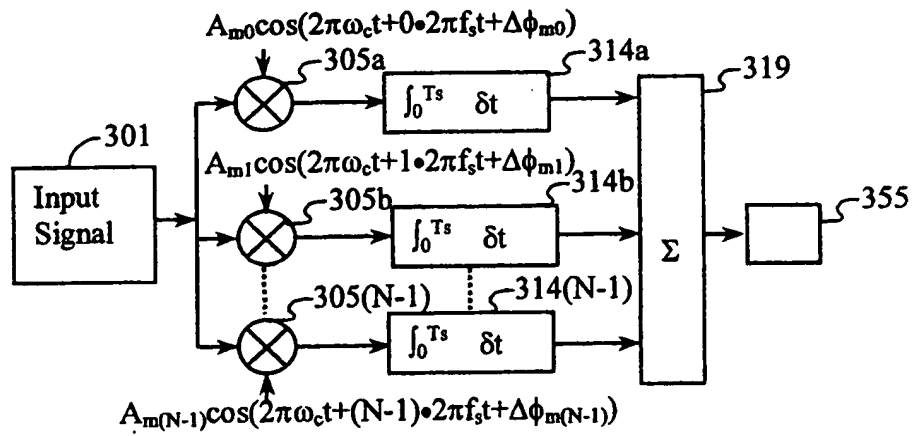 A_m0cos(2πω_ct+0•2πf_st+Δϕ_m0)
305a
314a
319
∫_0^Ts δt
301
Input
Signal
A_m1cos(2πω_ct+1•2πf_st+Δϕ_m1)
305b
314b
355
∫_0^Ts δt
Σ
305(N-1)
314(N-1)
∫_0^Ts δt
A_m(N-1)cos(2πω_ct+(N-1)•2πf_st+Δϕ_m(N-1))